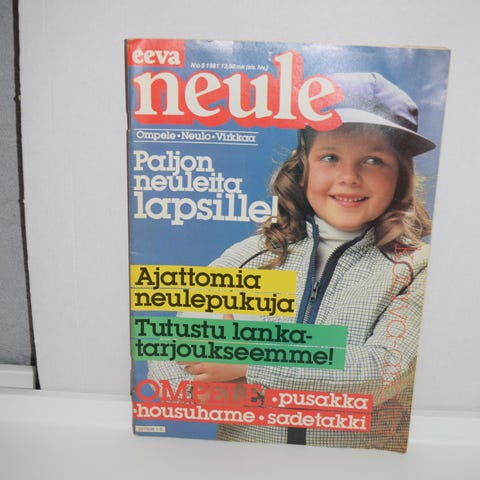 eeva
N:o 5 1981 12,50 mk (sis. lvv.)
neule
Ompele • Neulo • Virkkaa
Paljon
neuleita
lapsille!
Ajattomia
neulepukuja
Tutustu lanka-
tarjoukseemme!
OMPELE • pusakka
• housuhame • sadetakki